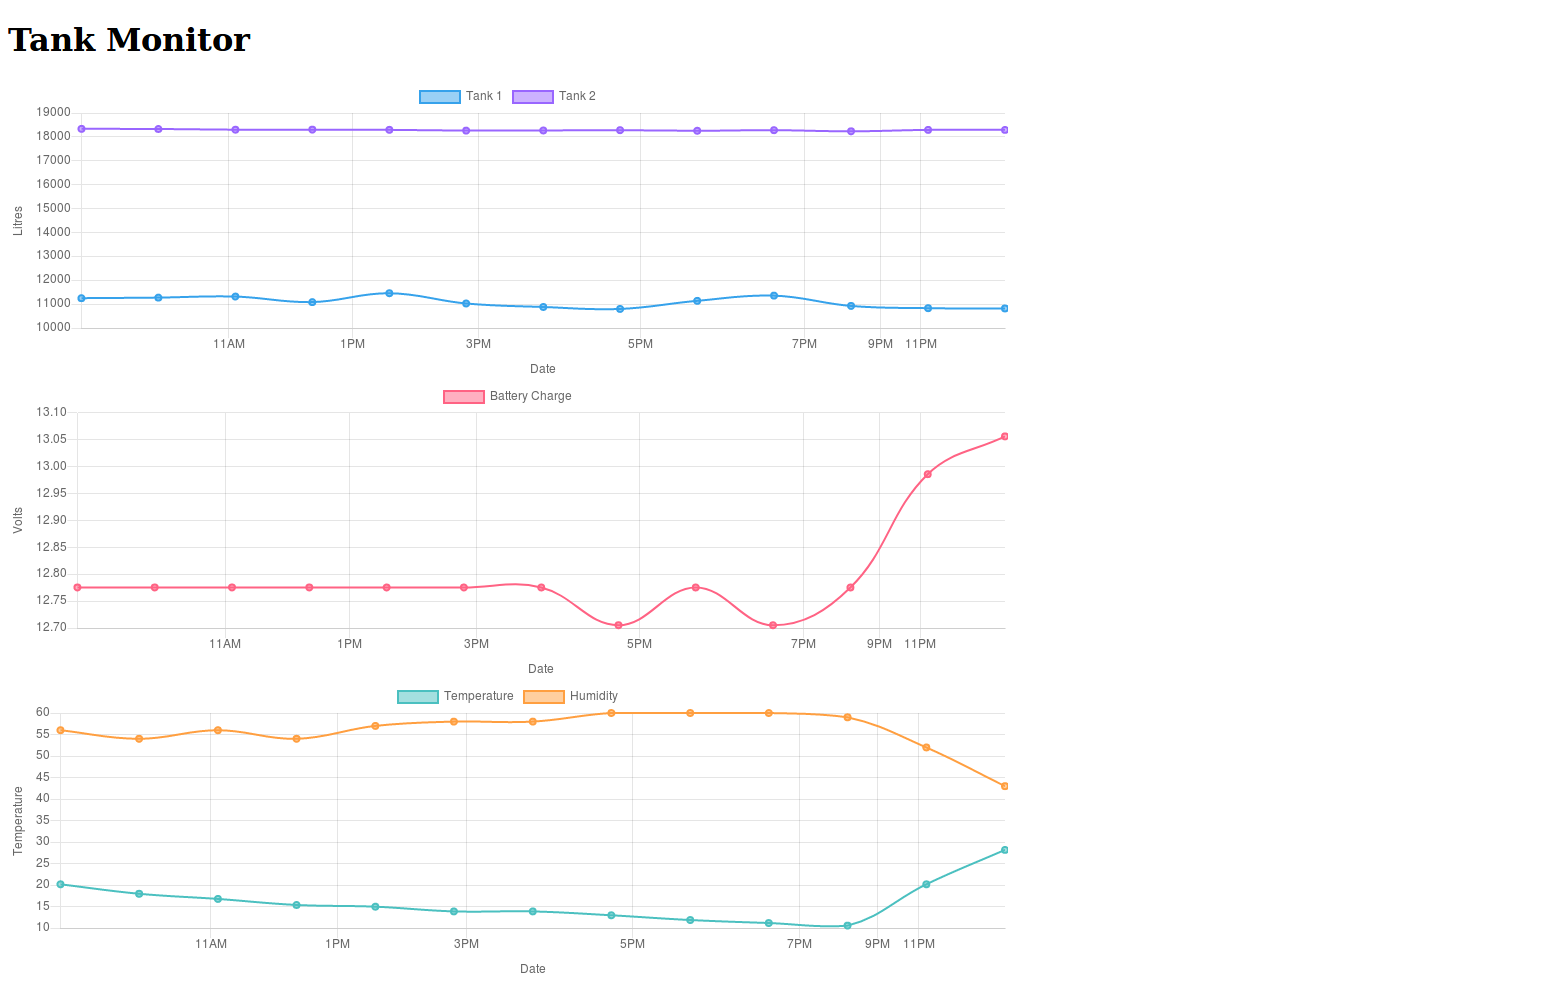 Tank Monitor
Tank 1 Tank 2
19000
18000
17000
16000
15000
14000
13000
12000
11000
10000
Litres
11AM 1PM 3PM 5PM 7PM 9PM 11PM
Date
Battery Charge
13.10
13.05
13.00
12.95
12.90
12.85
12.80
12.75
12.70
Volts
11AM 1PM 3PM 5PM 7PM 9PM 11PM
Date
Temperature Humidity
60
55
50
45
40
35
30
25
20
15
10
Temperature
11AM 1PM 3PM 5PM 7PM 9PM 11PM
Date